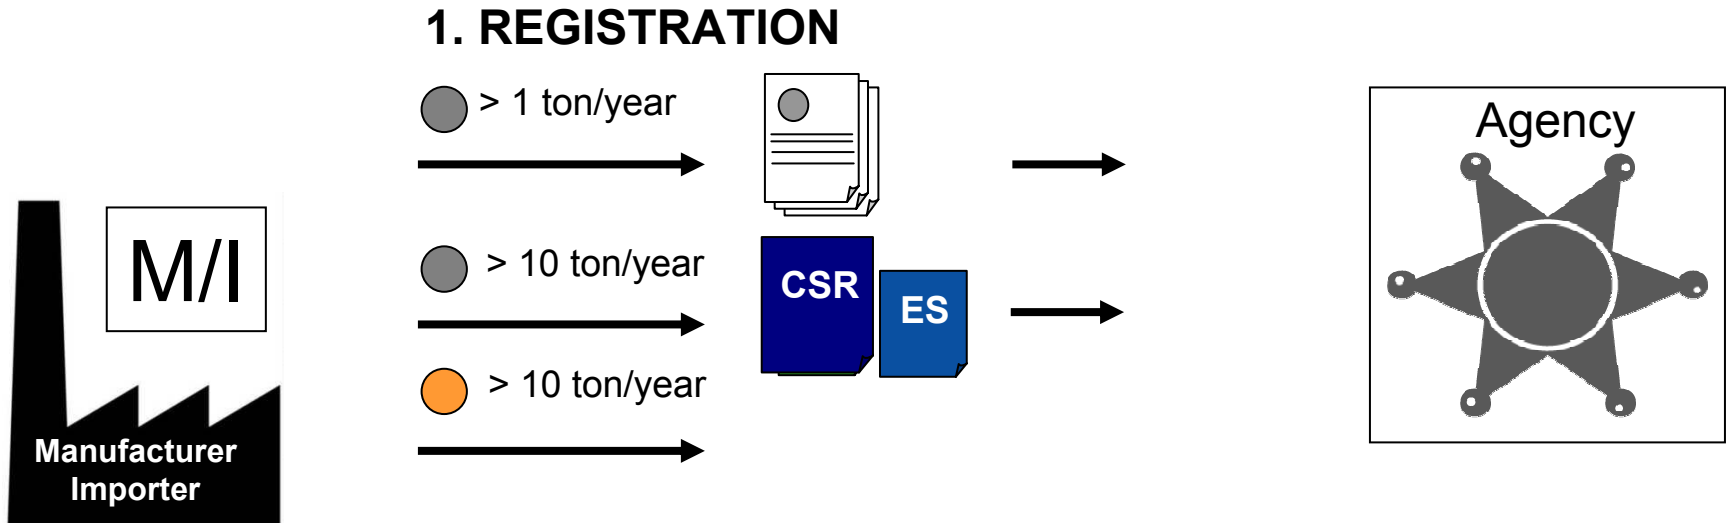 1. REGISTRATION
> 1 ton/year
Agency
M/I
> 10 ton/year
CSR
ES
> 10 ton/year
Manufacturer
Importer